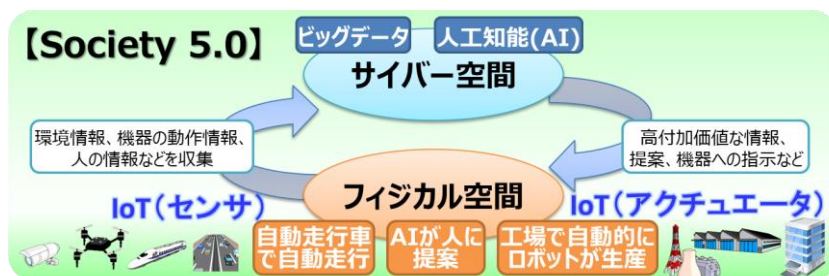 【Society 5.0】
ビッグデータ
人工知能(AI)
サイバー空間
環境情報、機器の動作情報、
人の情報などを収集
高付加価値な情報、
提案、機器への指示など
フィジカル空間
IoT(センサ)
IoT(アクチュエータ)
自動走行車
で自動走行
AIが人に
提案
工場で自動的に
ロボットが生産